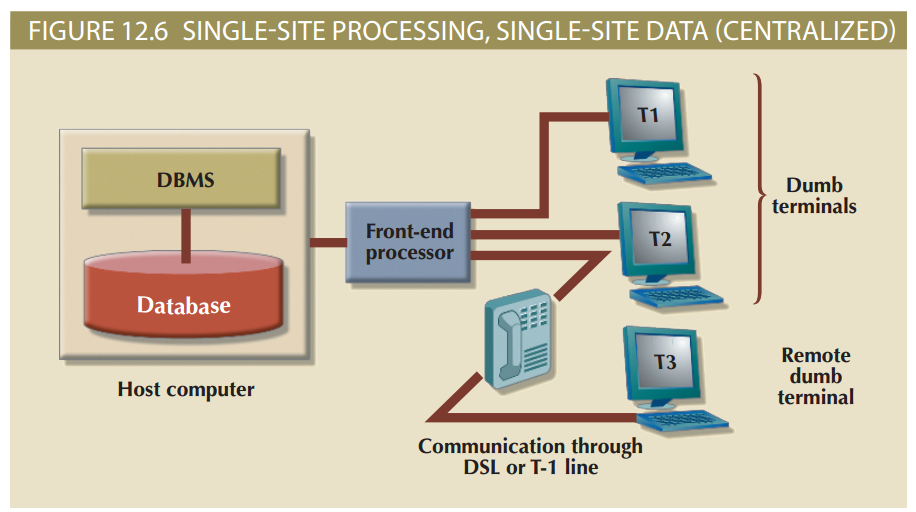 FIGURE 12.6 SINGLE-SITE PROCESSING, SINGLE-SITE DATA (CENTRALIZED)
DBMS
Database
Host computer
Front-end
processor
T1
T2
Dumb
terminals
T3
Remote
dumb
terminal
Communication through
DSL or T-1 line